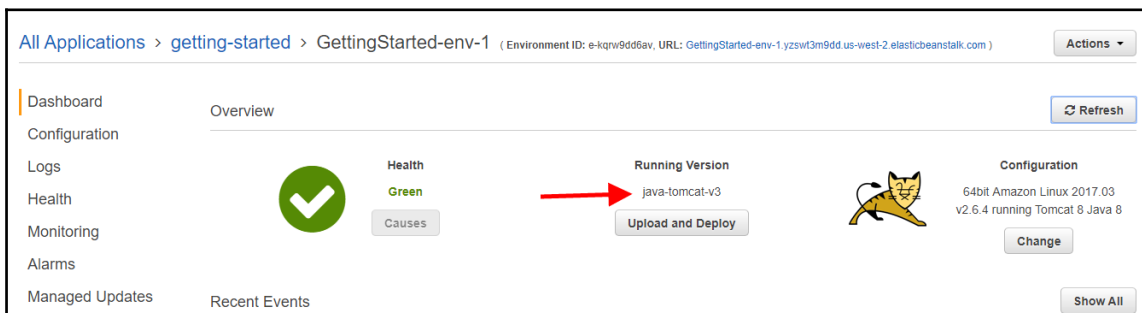 All Applications > getting-started > GettingStarted-env-1 ( Environment ID: e-kqrw9dd6av, URL: GettingStarted-env-1.yzswt3m9dd.us-west-2.elasticbeanstalk.com )
Actions
Dashboard
Configuration
Logs
Health
Monitoring
Alarms
Managed Updates
Overview
Refresh
Health
Green
Causes
Running Version
java-tomcat-v3
Upload and Deploy
Configuration
64bit Amazon Linux 2017.03
v2.6.4 running Tomcat 8 Java 8
Change
Recent Events
Show All